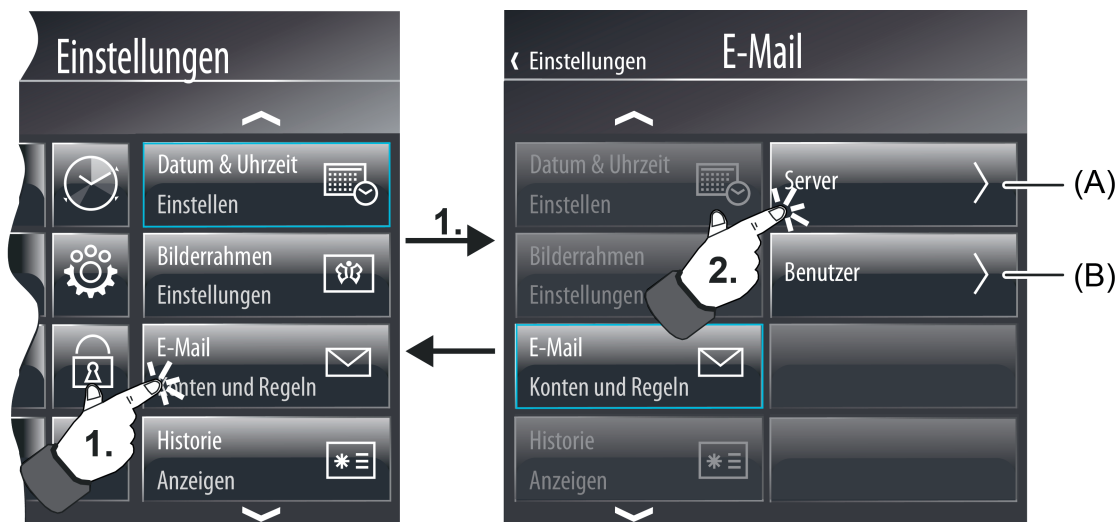 Einstellungen
Datum & Uhrzeit
Einstellen
Bilderrahmen
Einstellungen
E-Mail
Konten und Regeln
1.
Historie
Anzeigen
1.
‹ Einstellungen
E-Mail
Datum & Uhrzeit
Einstellen
Bilderrahmen
Einstellungen
E-Mail
Konten und Regeln
Historie
Anzeigen
Server
2.
Benutzer
(A)
(B)